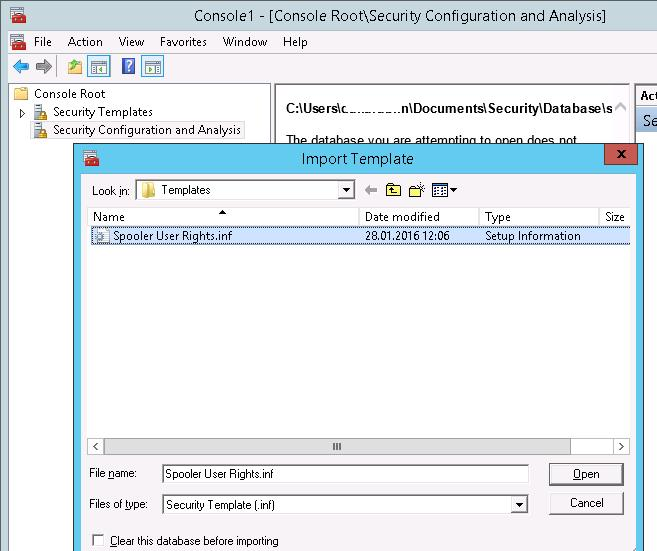 Console1 - [Console Root\Security Configuration and Analysis]
File Action View Favorites Window Help
Console Root
Security Templates
Security Configuration and Analysis
C:\Users\ \Documents\Security\Database\s
The database you are attempting to open does not
Act
Se
Import Template
x
Look in: Templates
Name Date modified Type Size
Spooler User Rights.inf 28.01.2016 12:06 Setup Information
File name: Spooler User Rights.inf Open
Files of type: Security Template (.inf) Cancel
Clear this database before importing